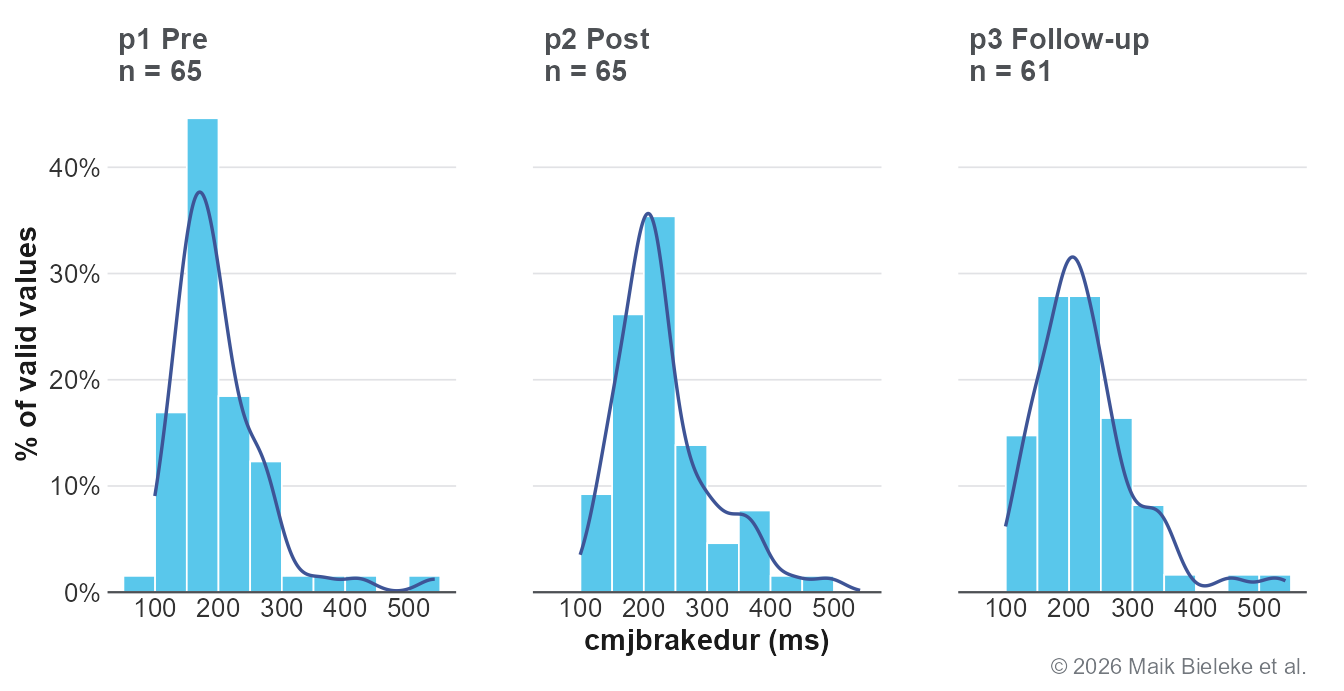 p1 Pre
n = 65
p2 Post
n = 65
p3 Follow-up
n = 61
% of valid values
40%
30%
20%
10%
0%
100 200 300 400 500
100 200 300 400 500
100 200 300 400 500
cmjbrakedur (ms)
© 2026 Maik Bieleke et al.